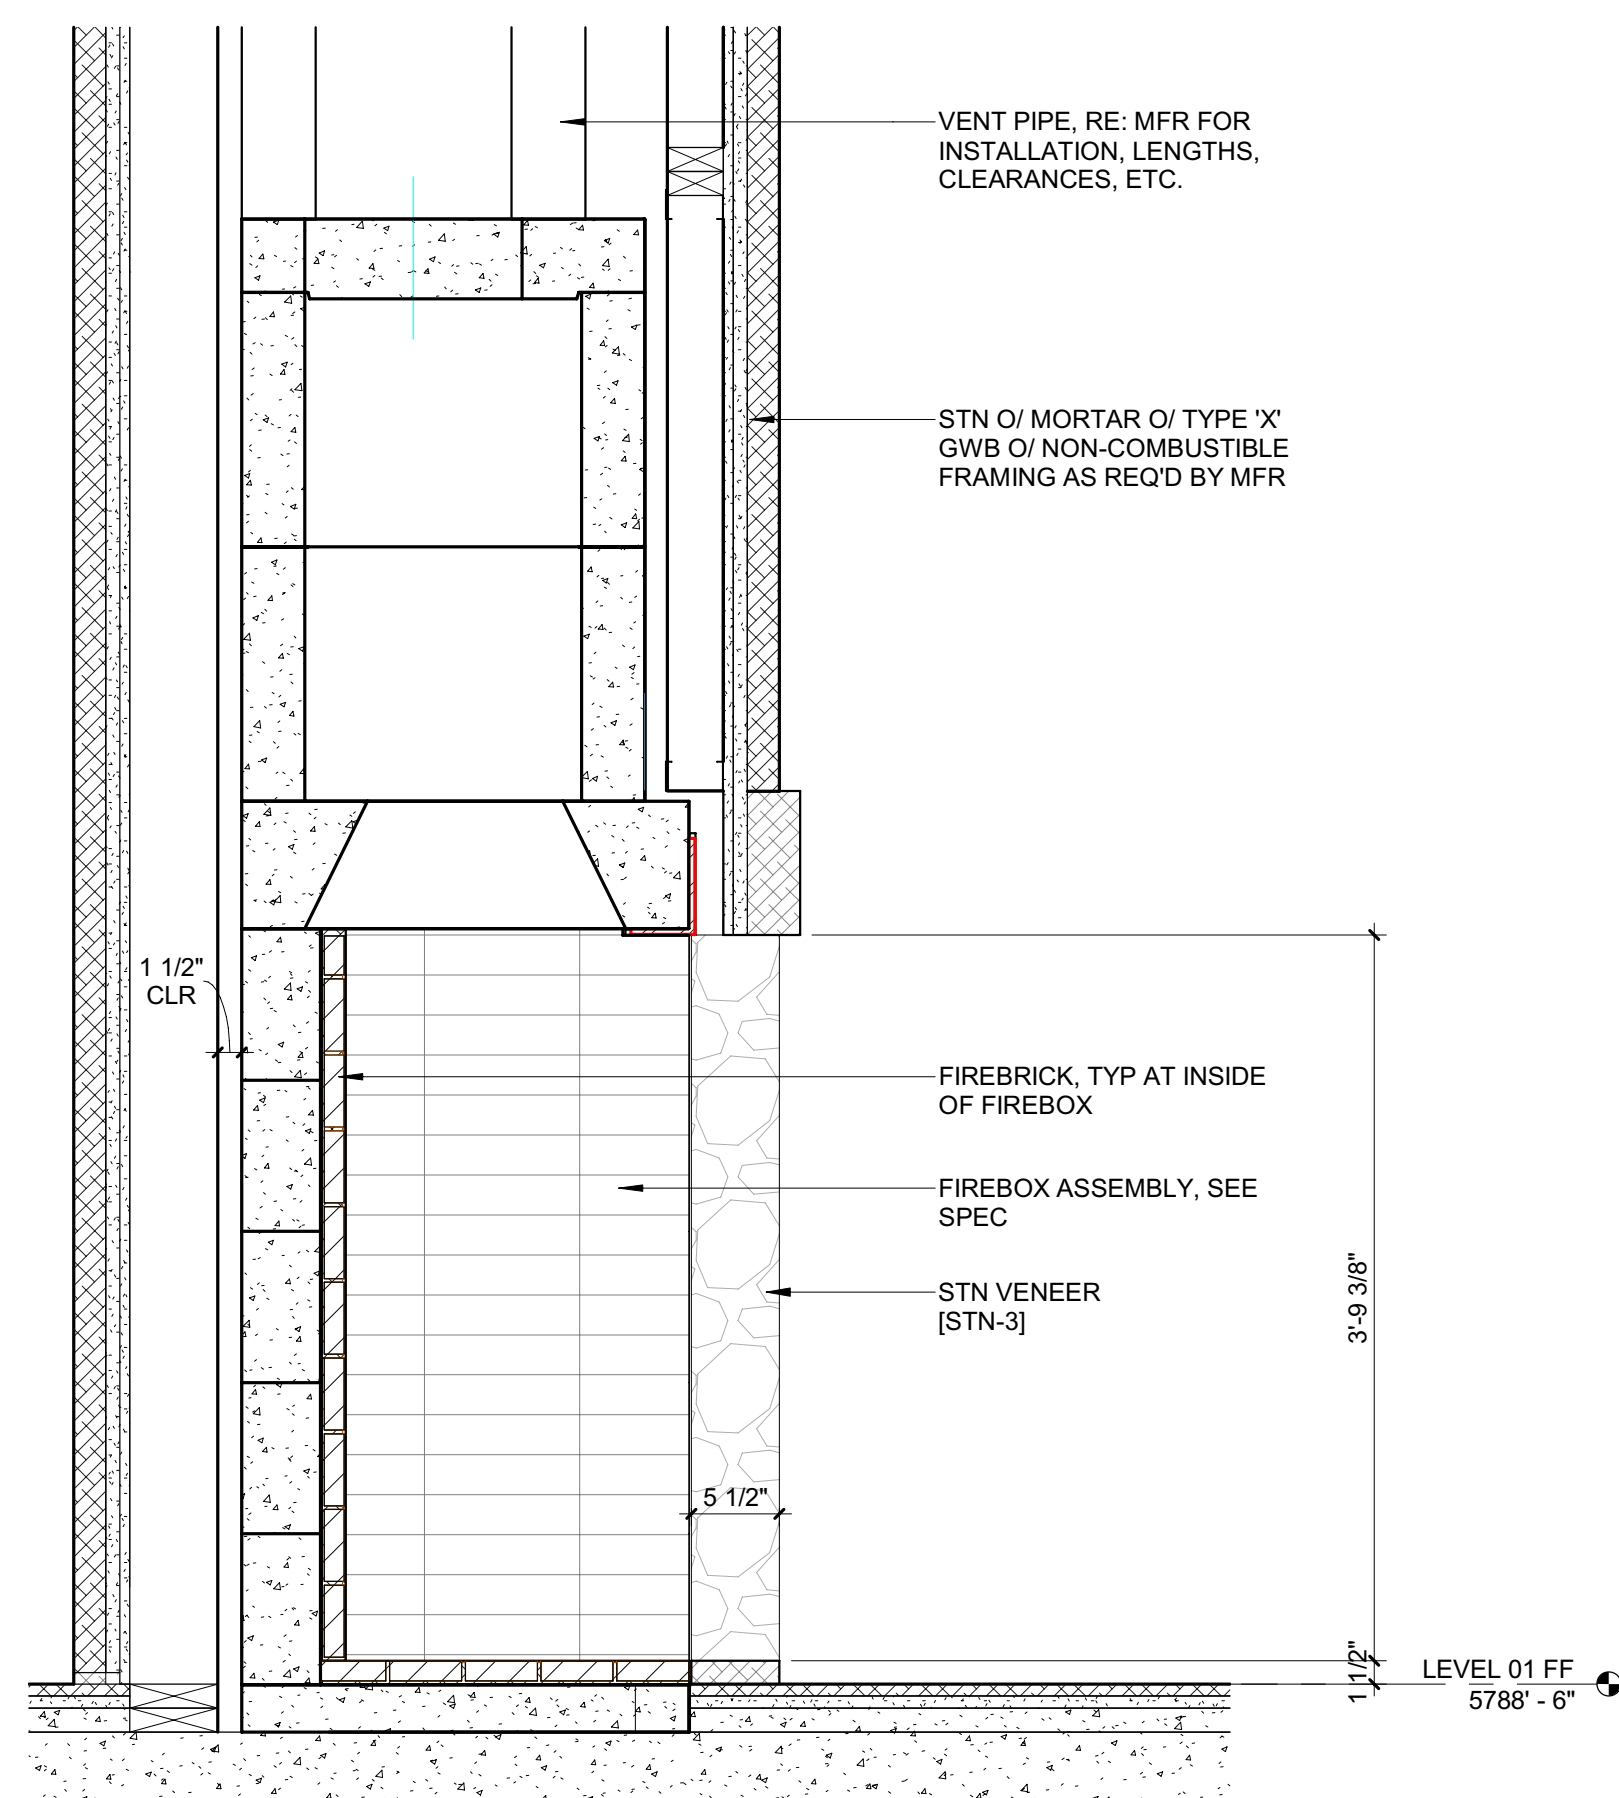 VENT PIPE, RE: MFR FOR
INSTALLATION, LENGTHS,
CLEARANCES, ETC.
STN O/ MORTAR O/ TYPE 'X'
GWB O/ NON-COMBUSTIBLE
FRAMING AS REQ'D BY MFR
1 1/2"
CLR
FIREBRICK, TYP AT INSIDE
OF FIREBOX
FIREBOX ASSEMBLY, SEE
SPEC
STN VENEER
[STN-3]
3'-9 3/8"
5 1/2"
1 1/2"
LEVEL 01 FF
5788' - 6"